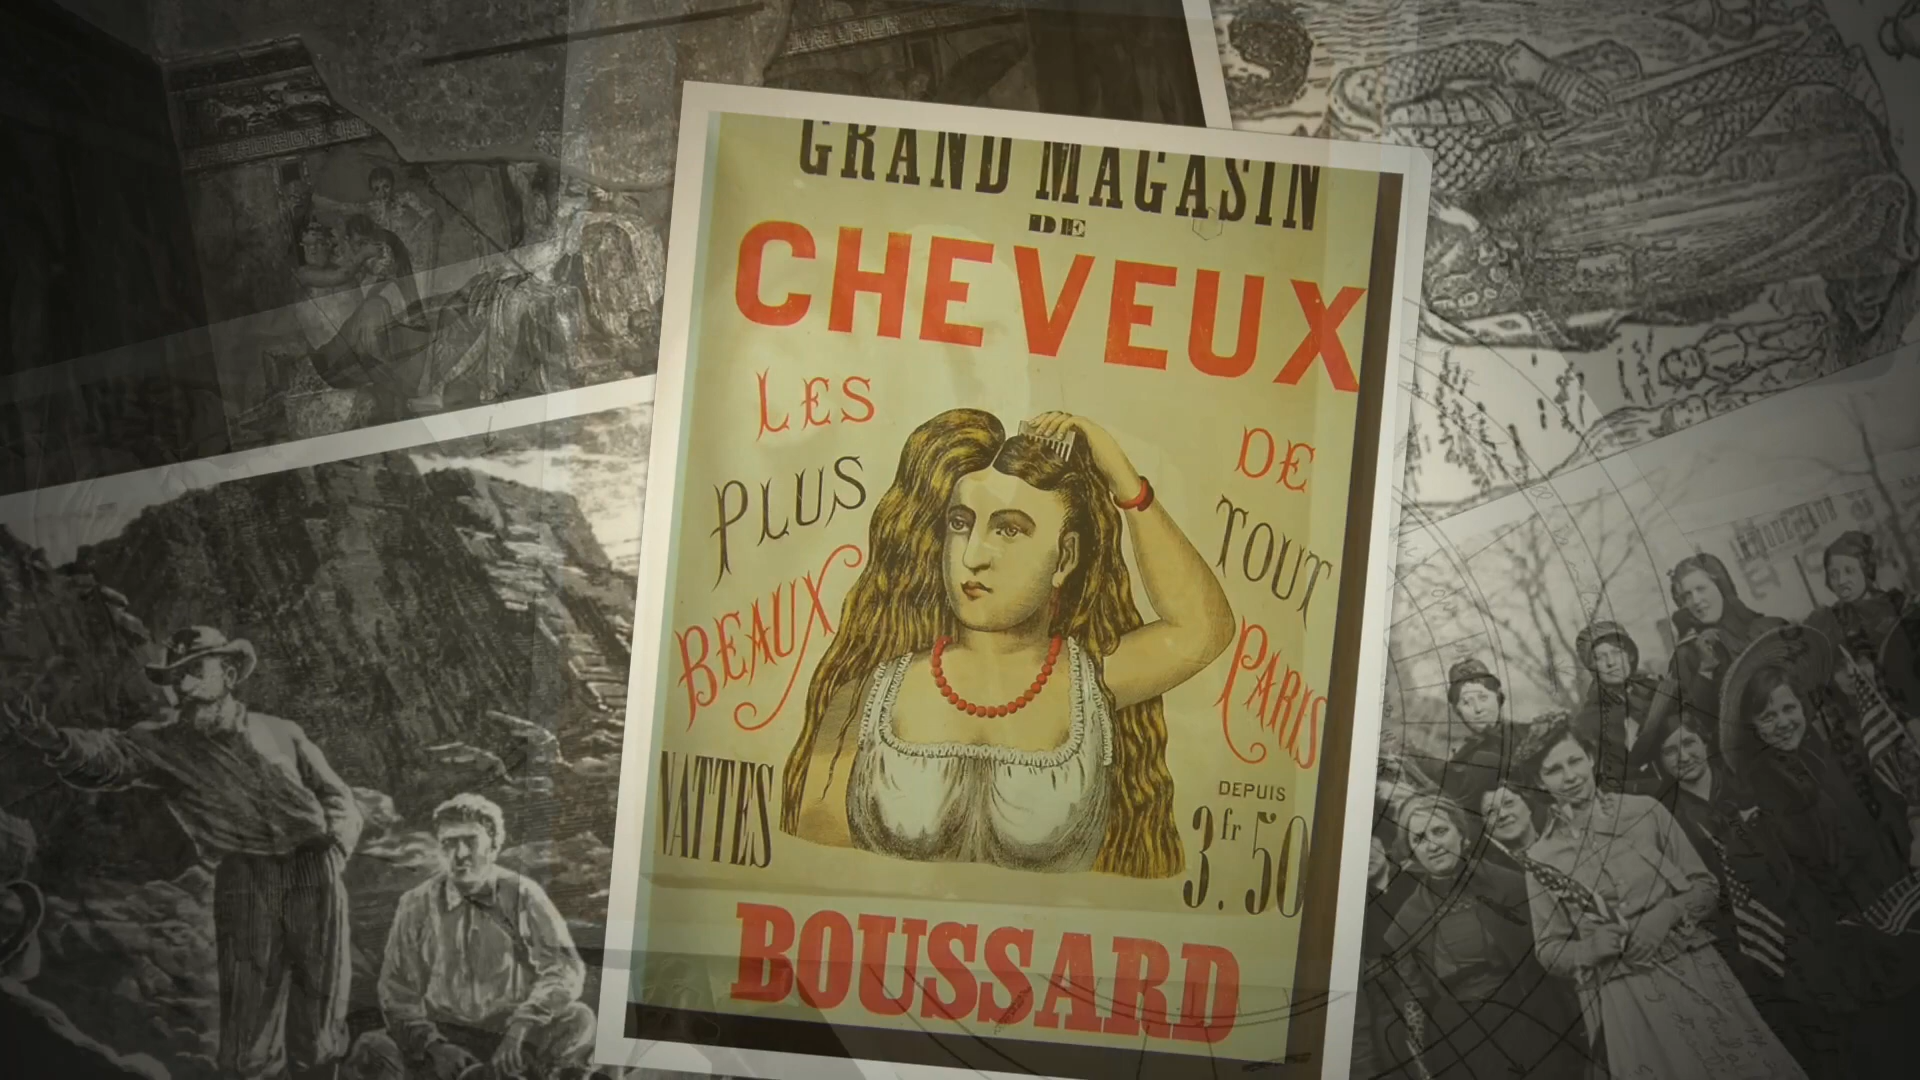 GRAND MAGASIN
DE
CHEVEUX
LES
PLUS
BEAUX
DE
TOUT
PARIS
NATTES
DEPUIS
3fr. 50
BOUSSARD